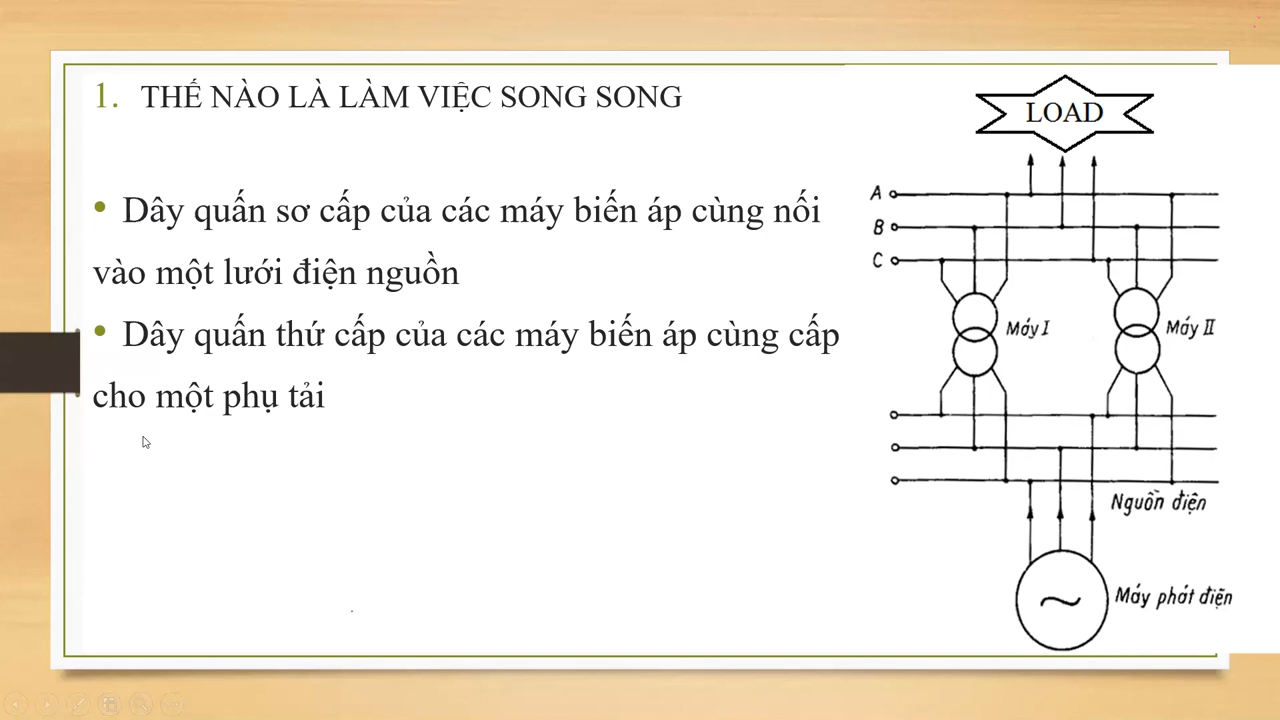 1. THẾ NÀO LÀ LÀM VIỆC SONG SONG
• Dây quấn sơ cấp của các máy biến áp cùng nối
vào một lưới điện nguồn
• Dây quấn thứ cấp của các máy biến áp cùng cấp
cho một phụ tải
LOAD
A
B
C
Máy I
Máy II
Nguồn điện
Máy phát điện